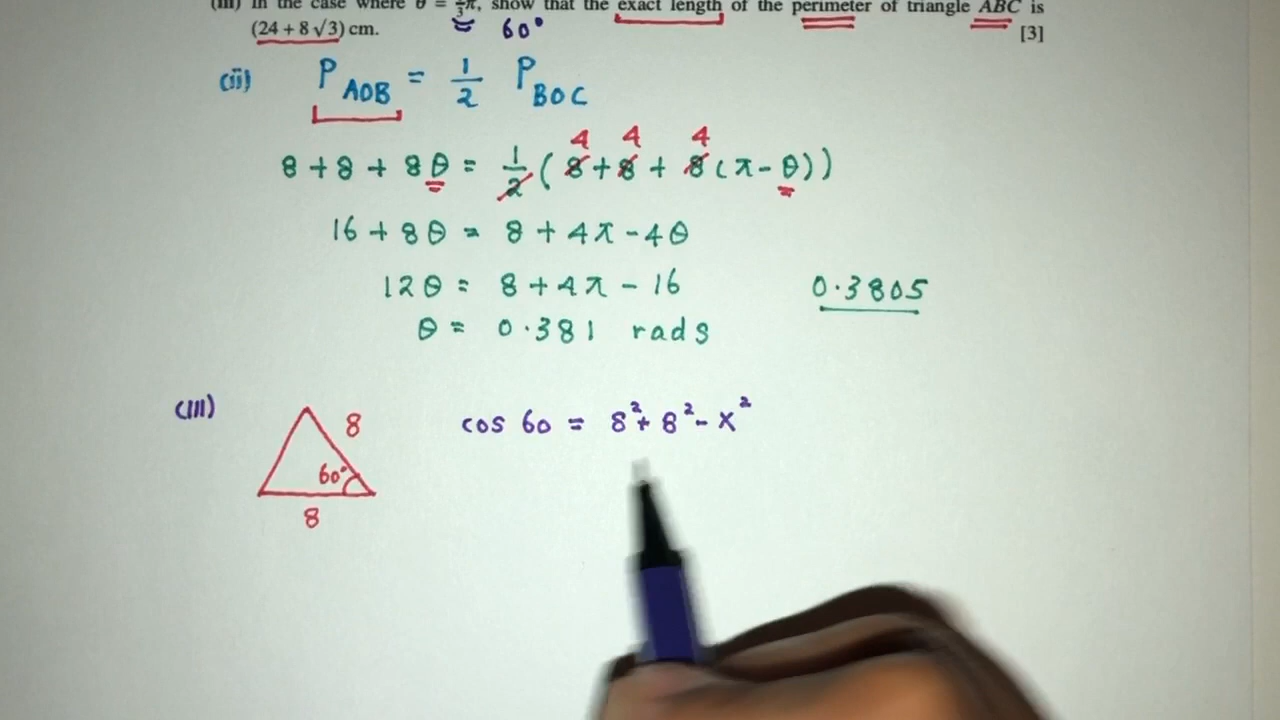 (iii) In the case where θ = ⅓π, show that the exact length of the perimeter of triangle ABC is
(24 + 8√3) cm. 60° [3]
(ii) P AOB = 1/2 P BOC
4 4 4
8 + 8 + 8θ = 1/2 (8 + 8 + 8(π - θ))
16 + 8θ = 8 + 4π - 4θ
12θ = 8 + 4π - 16 0.3805
θ = 0.381 rads
(III) 8 cos 60 = 8² + 8² - x²
60°
8